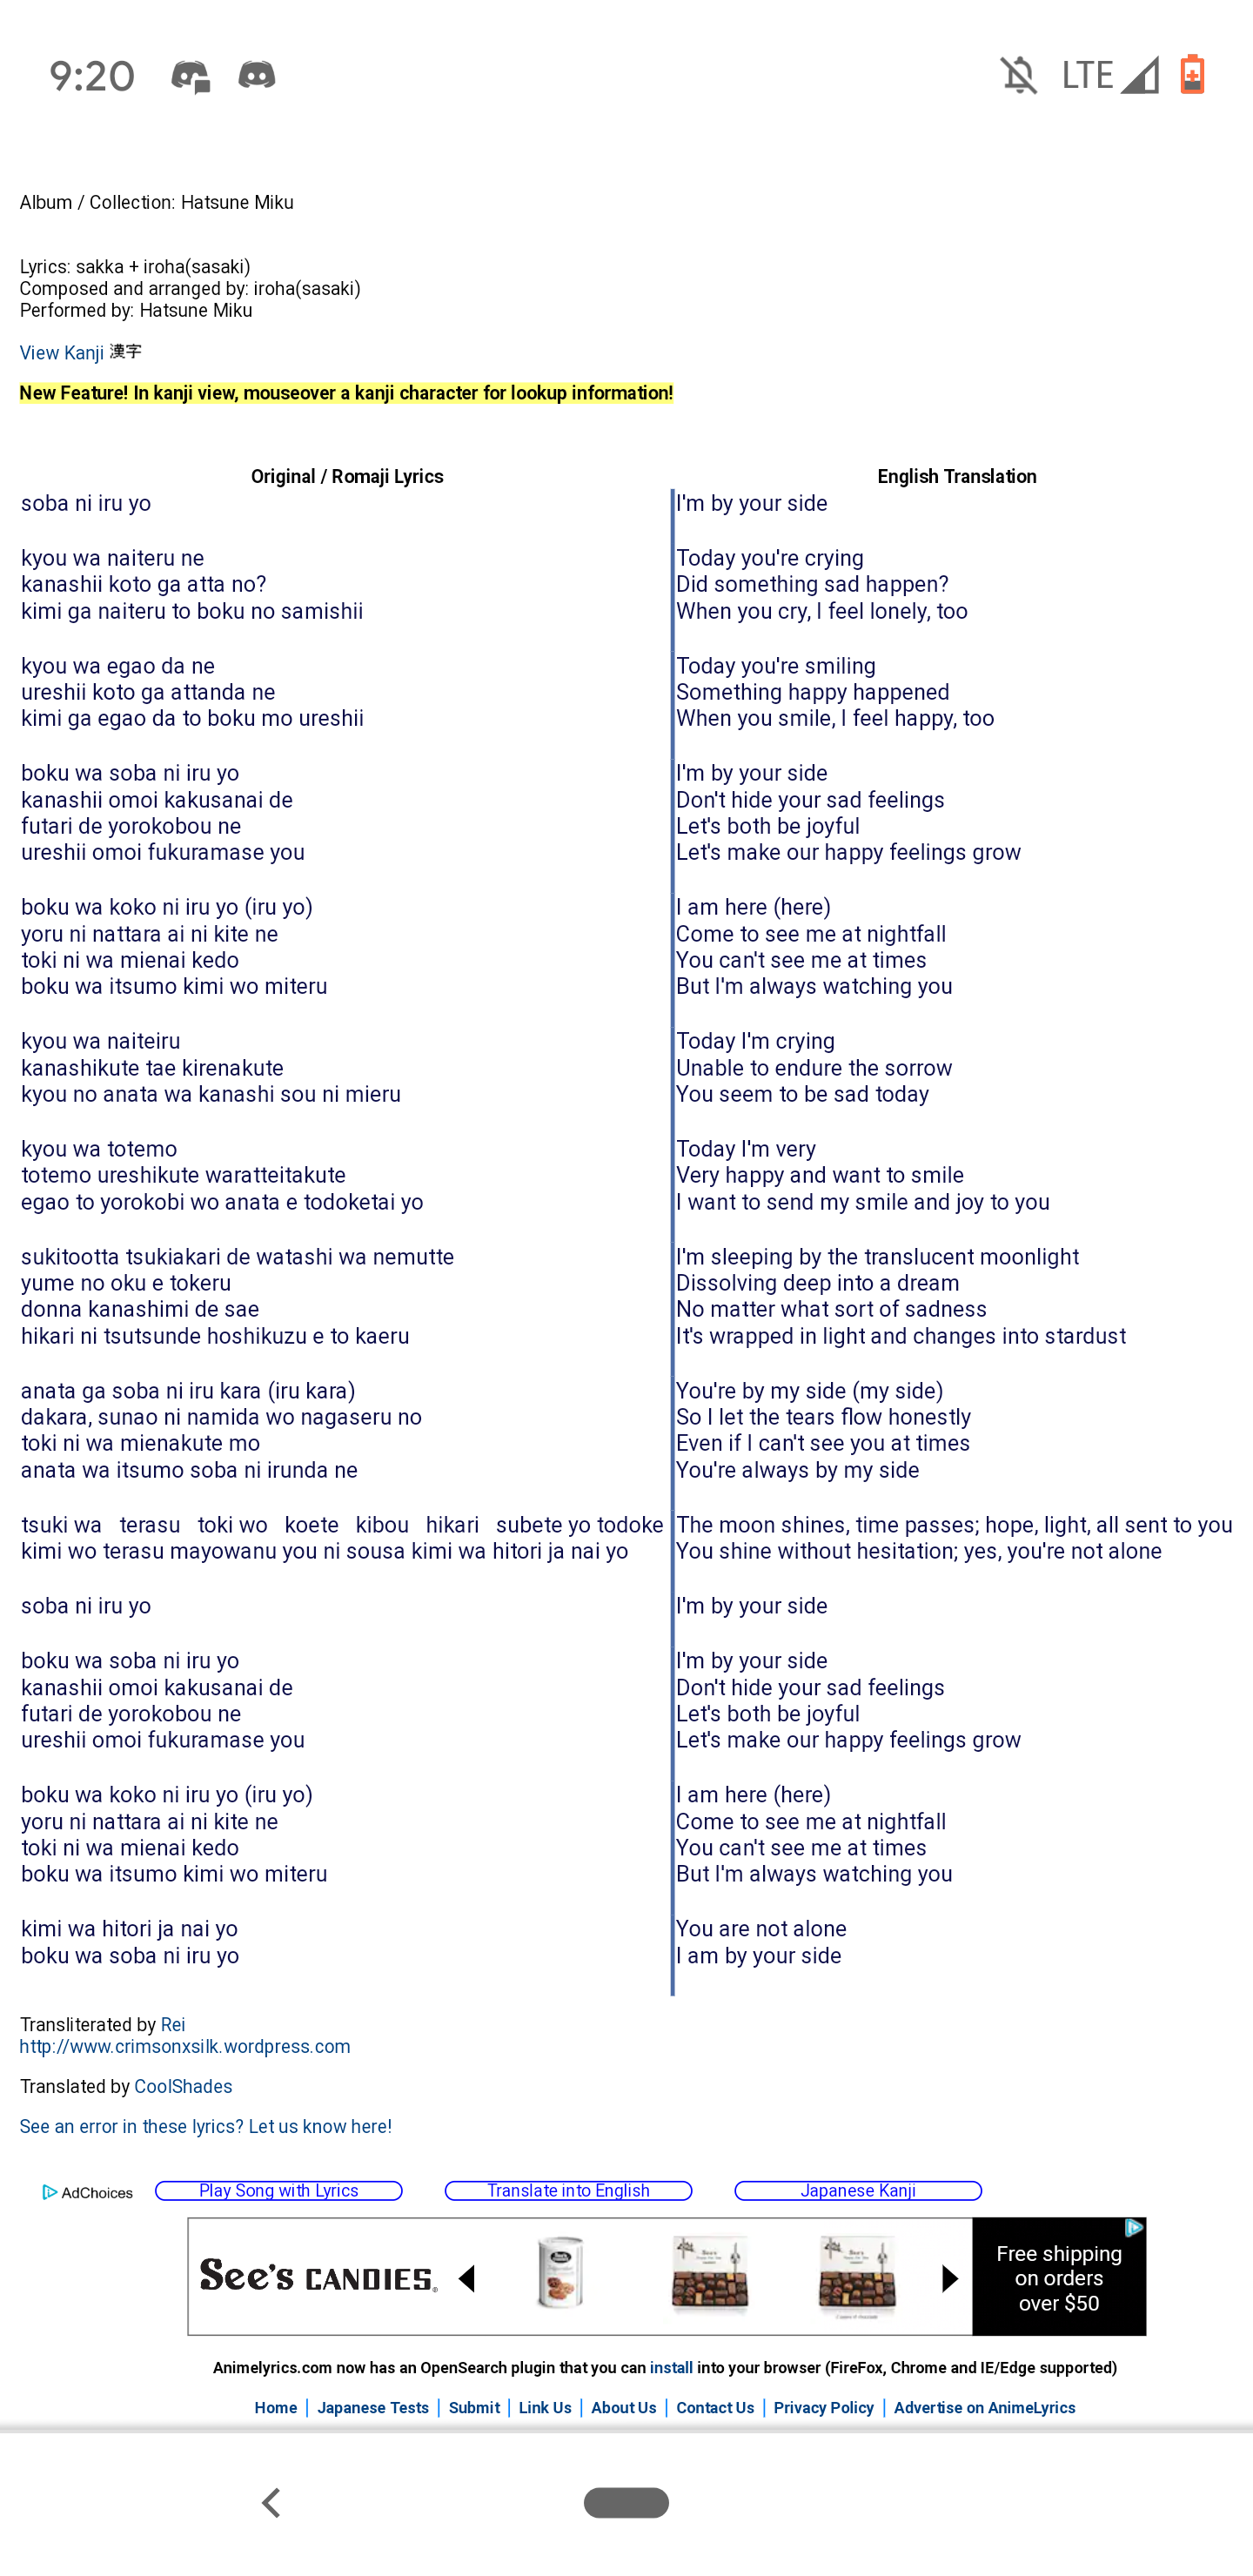 9:20
LTE
Album / Collection: Hatsune Miku
Lyrics: sakka + iroha(sasaki)
Composed and arranged by: iroha(sasaki)
Performed by: Hatsune Miku
View Kanji 漢字
New Feature! In kanji view, mouseover a kanji character for lookup information!
Original / Romaji Lyrics
soba ni iru yo
kyou wa naiteru ne
kanashii koto ga atta no?
kimi ga naiteru to boku no samishii
kyou wa egao da ne
ureshii koto ga attanda ne
kimi ga egao da to boku mo ureshii
boku wa soba ni iru yo
kanashii omoi kakusanai de
futari de yorokobou ne
ureshii omoi fukuramase you
boku wa koko ni iru yo (iru yo)
yoru ni nattara ai ni kite ne
toki ni wa mienai kedo
boku wa itsumo kimi wo miteru
kyou wa naiteiru
kanashikute tae kirenakute
kyou no anata wa kanashi sou ni mieru
kyou wa totemo
totemo ureshikute waratteitakute
egao to yorokobi wo anata e todoketai yo
sukitootta tsukiakari de watashi wa nemutte
yume no oku e tokeru
donna kanashimi de sae
hikari ni tsutsunde hoshikuzu e to kaeru
anata ga soba ni iru kara (iru kara)
dakara, sunao ni namida wo nagaseru no
toki ni wa mienakute mo
anata wa itsumo soba ni irunda ne
tsuki wa terasu toki wo koete kibou hikari subete yo todoke
kimi wo terasu mayowanu you ni sousa kimi wa hitori ja nai yo
soba ni iru yo
boku wa soba ni iru yo
kanashii omoi kakusanai de
futari de yorokobou ne
ureshii omoi fukuramase you
boku wa koko ni iru yo (iru yo)
yoru ni nattara ai ni kite ne
toki ni wa mienai kedo
boku wa itsumo kimi wo miteru
kimi wa hitori ja nai yo
boku wa soba ni iru yo
English Translation
I'm by your side
Today you're crying
Did something sad happen?
When you cry, I feel lonely, too
Today you're smiling
Something happy happened
When you smile, I feel happy, too
I'm by your side
Don't hide your sad feelings
Let's both be joyful
Let's make our happy feelings grow
I am here (here)
Come to see me at nightfall
You can't see me at times
But I'm always watching you
Today I'm crying
Unable to endure the sorrow
You seem to be sad today
Today I'm very
Very happy and want to smile
I want to send my smile and joy to you
I'm sleeping by the translucent moonlight
Dissolving deep into a dream
No matter what sort of sadness
It's wrapped in light and changes into stardust
You're by my side (my side)
So I let the tears flow honestly
Even if I can't see you at times
You're always by my side
The moon shines, time passes; hope, light, all sent to you
You shine without hesitation; yes, you're not alone
I'm by your side
I'm by your side
Don't hide your sad feelings
Let's both be joyful
Let's make our happy feelings grow
I am here (here)
Come to see me at nightfall
You can't see me at times
But I'm always watching you
You are not alone
I am by your side
Transliterated by Rei
http://www.crimsonxsilk.wordpress.com
Translated by CoolShades
See an error in these lyrics? Let us know here!
AdChoices
Play Song with Lyrics
Translate into English
Japanese Kanji
See's CANDIES®
Free shipping
on orders
over $50
Animelyrics.com now has an OpenSearch plugin that you can install into your browser (FireFox, Chrome and IE/Edge supported)
Home | Japanese Tests | Submit | Link Us | About Us | Contact Us | Privacy Policy | Advertise on AnimeLyrics